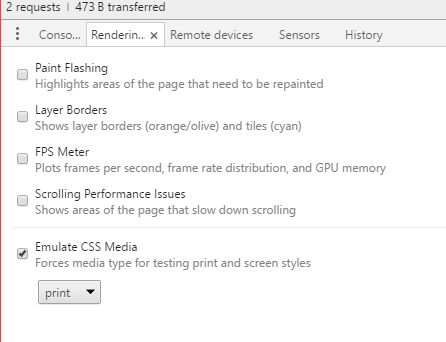 2 requests | 473 B transferred
Conso... Renderin... × Remote devices Sensors History
Paint Flashing
Highlights areas of the page that need to be repainted
Layer Borders
Shows layer borders (orange/olive) and tiles (cyan)
FPS Meter
Plots frames per second, frame rate distribution, and GPU memory
Scrolling Performance Issues
Shows areas of the page that slow down scrolling
Emulate CSS Media
Forces media type for testing print and screen styles
print